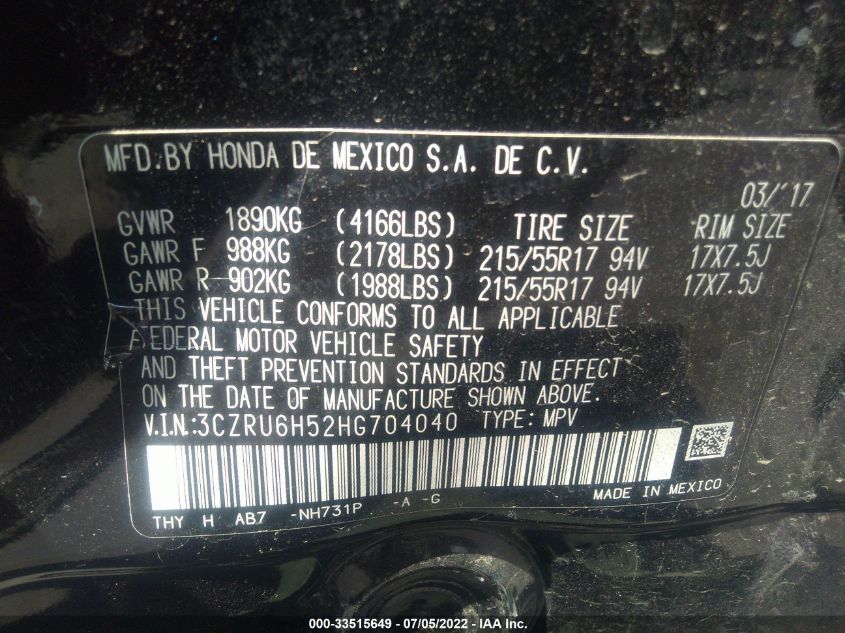 MFD.BY HONDA DE MEXICO S.A. DE C.V.
03/'17
GVWR 1890KG (4166LBS) TIRE SIZE RIM SIZE
GAWR F 988KG (2178LBS) 215/55R17 94V 17X7.5J
GAWR R 902KG (1988LBS) 215/55R17 94V 17X7.5J
THIS VEHICLE CONFORMS TO ALL APPLICABLE
FEDERAL MOTOR VEHICLE SAFETY
AND THEFT PREVENTION STANDARDS IN EFFECT
ON THE DATE OF MANUFACTURE SHOWN ABOVE.
V.I.N.:3CZRU6H52HG704040 TYPE: MPV
MADE IN MEXICO
THY H AB7 -NH731P -A -G
000-33515649 - 07/05/2022 - IAA Inc.